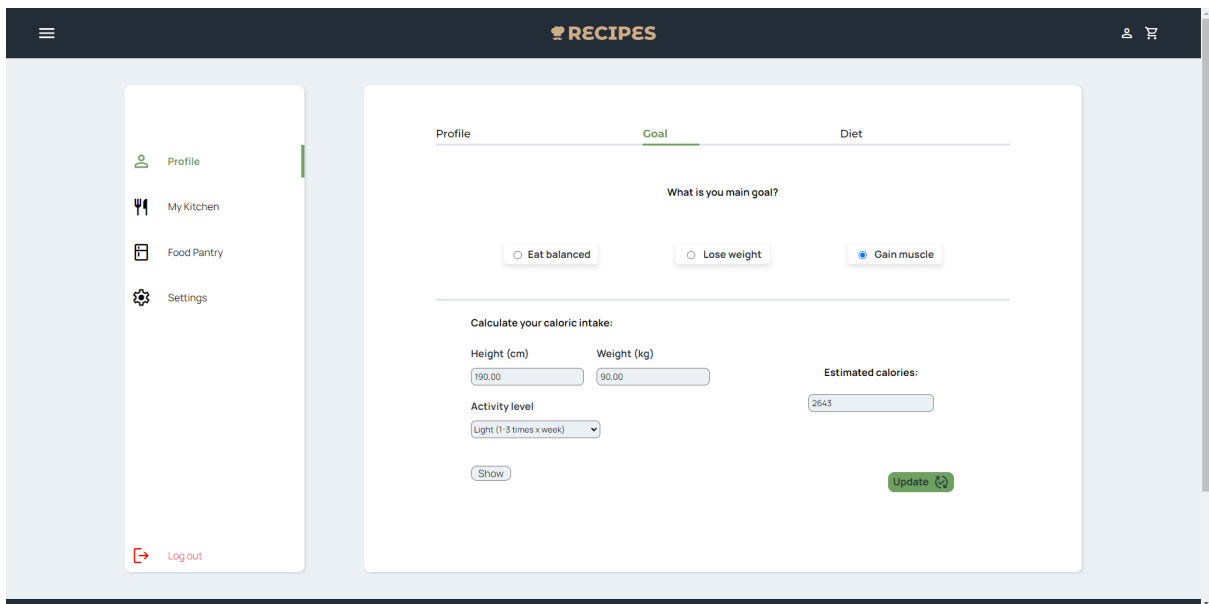 RECIPES
Profile
My Kitchen
Food Pantry
Settings
Log out
Profile Goal Diet
What is you main goal?
Eat balanced Lose weight Gain muscle
Calculate your caloric intake:
Height (cm) Weight (kg)
190,00 90,00
Activity level
Light (1-3 times x week)
Show
Estimated calories:
2643
Update